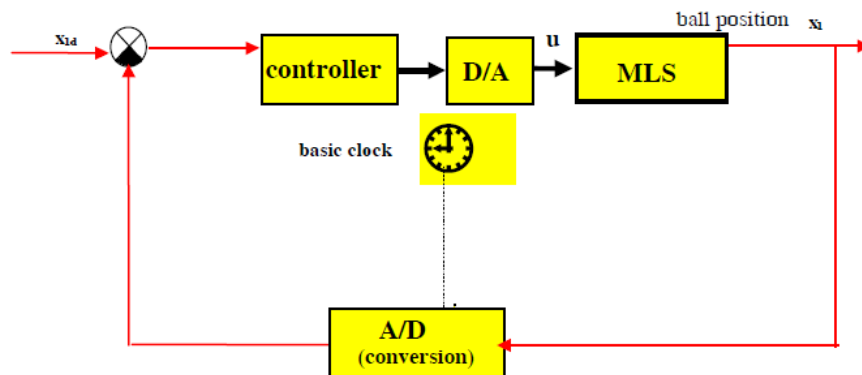 ball position x₁
x₁d
u
controller
D/A
MLS
basic clock
A/D
(conversion)